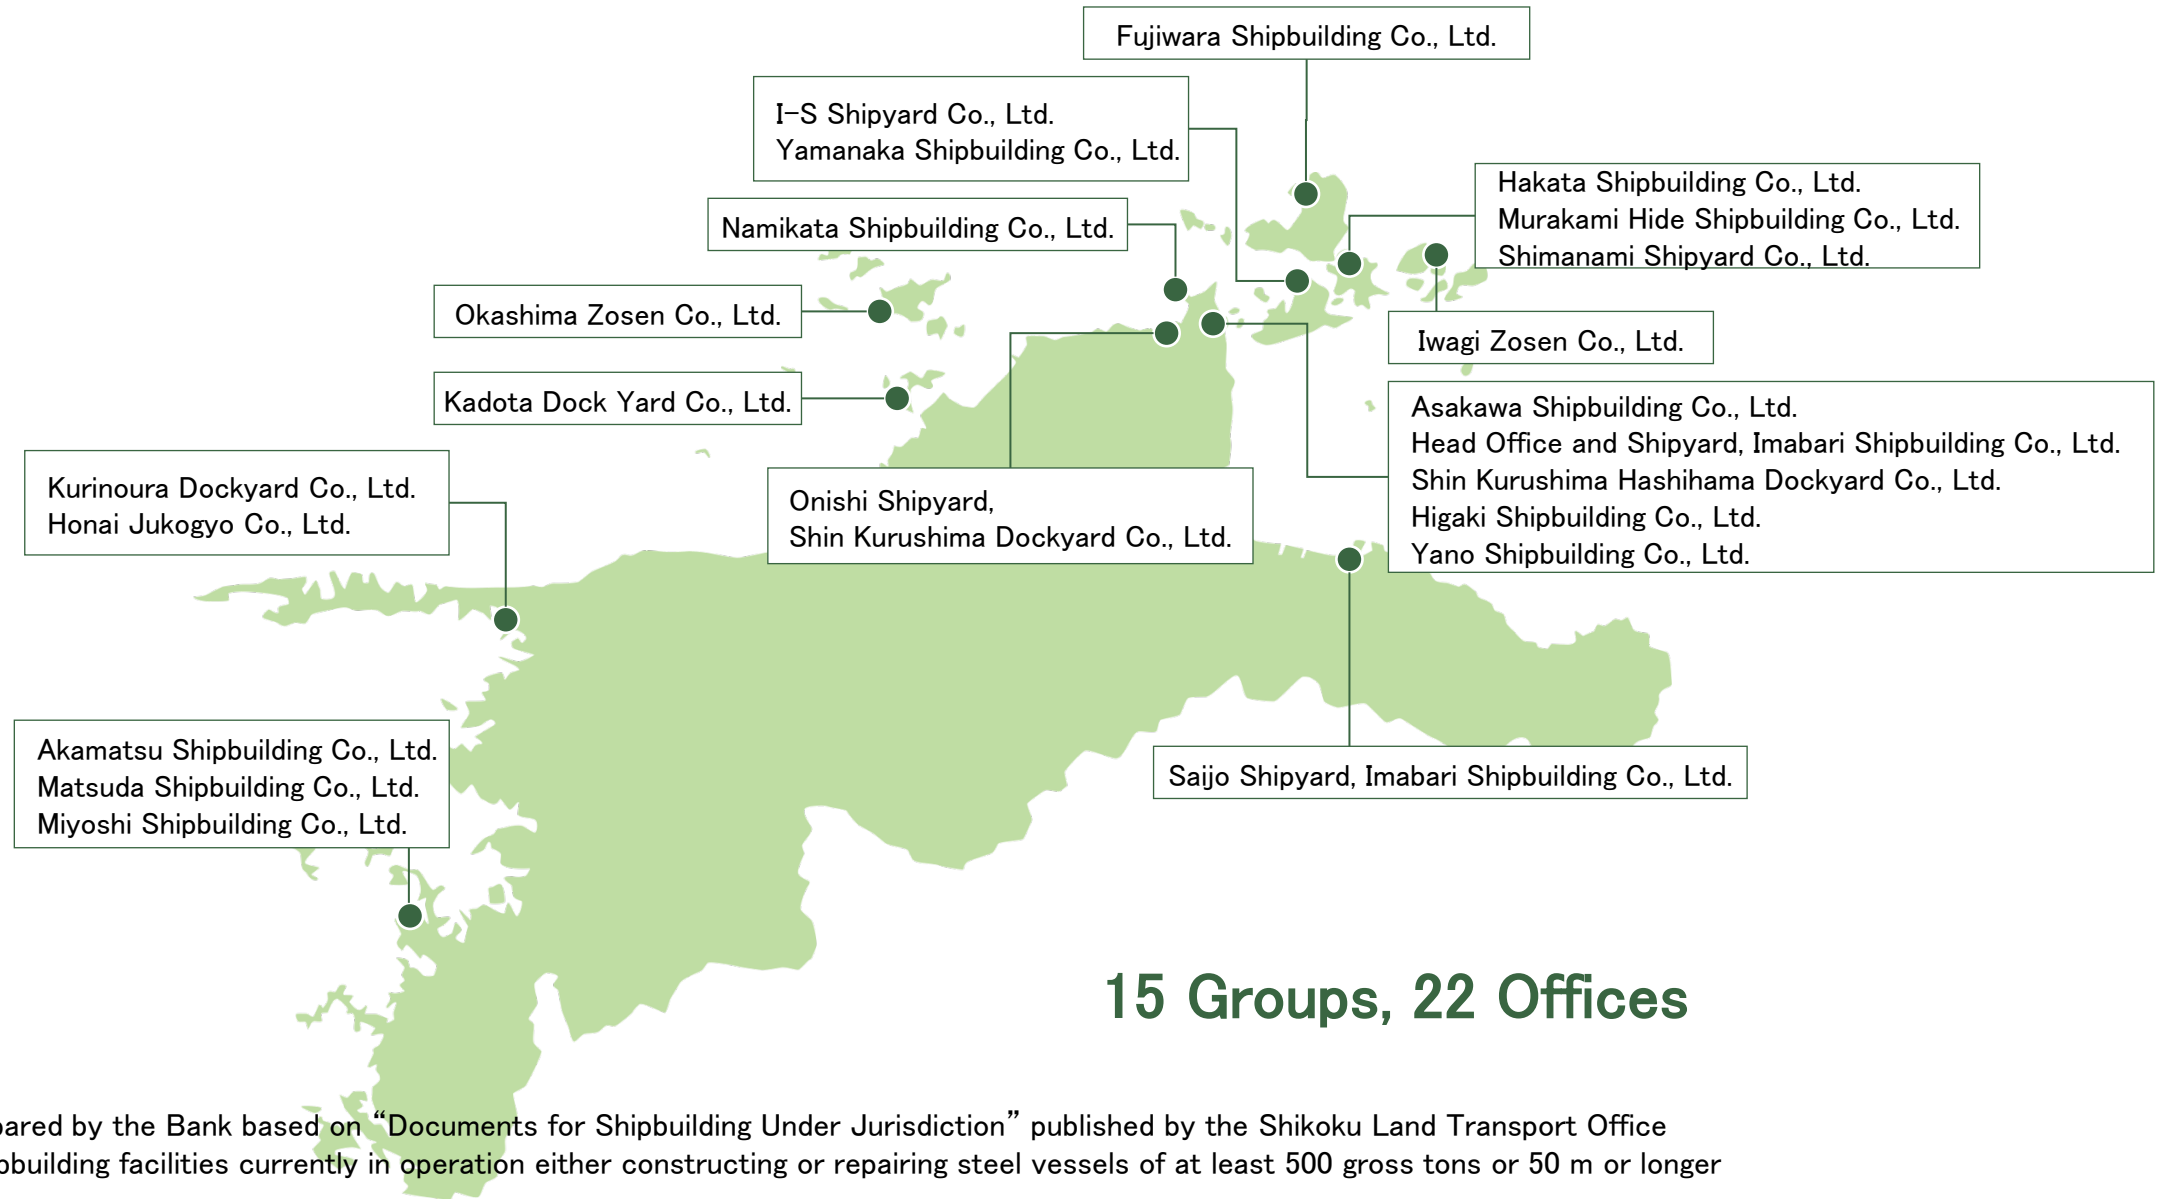 Fujiwara Shipbuilding Co., Ltd.
I-S Shipyard Co., Ltd.
Yamanaka Shipbuilding Co., Ltd.
Hakata Shipbuilding Co., Ltd.
Murakami Hide Shipbuilding Co., Ltd.
Shimanami Shipyard Co., Ltd.
Namikata Shipbuilding Co., Ltd.
Okashima Zosen Co., Ltd.
Iwagi Zosen Co., Ltd.
Kadota Dock Yard Co., Ltd.
Asakawa Shipbuilding Co., Ltd.
Head Office and Shipyard, Imabari Shipbuilding Co., Ltd.
Shin Kurushima Hashihama Dockyard Co., Ltd.
Higaki Shipbuilding Co., Ltd.
Yano Shipbuilding Co., Ltd.
Kurinoura Dockyard Co., Ltd.
Honai Jukogyo Co., Ltd.
Onishi Shipyard,
Shin Kurushima Dockyard Co., Ltd.
Akamatsu Shipbuilding Co., Ltd.
Matsuda Shipbuilding Co., Ltd.
Miyoshi Shipbuilding Co., Ltd.
Saijo Shipyard, Imabari Shipbuilding Co., Ltd.
15 Groups, 22 Offices
by the Bank based on “Documents for Shipbuilding Under Jurisdiction” published by the Shikoku Land Transport Office
facilities currently in operation either constructing or repairing steel vessels of at least 500 gross tons or 50 m or longer